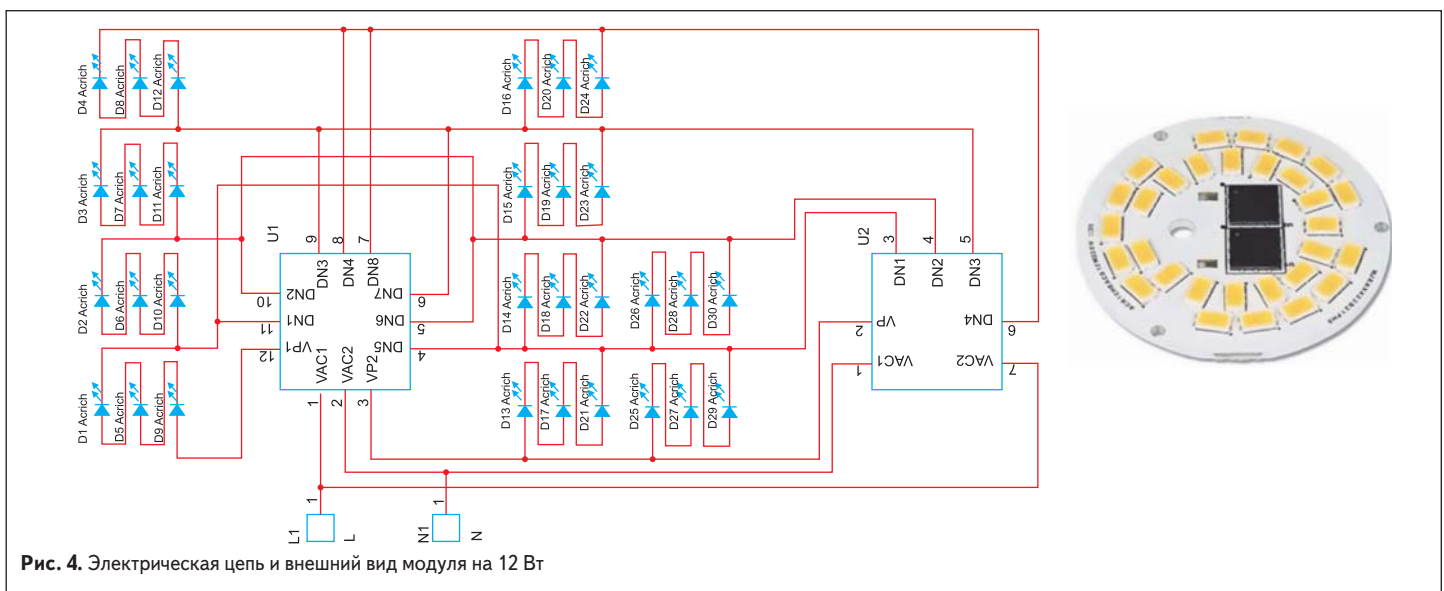 D4 Acrich
D8 Acrich
D12 Acrich
D16 Acrich
D20 Acrich
D24 Acrich
D3 Acrich
D7 Acrich
D11 Acrich
D15 Acrich
D19 Acrich
D23 Acrich
D2 Acrich
D6 Acrich
D10 Acrich
D14 Acrich
D18 Acrich
D22 Acrich
D26 Acrich
D28 Acrich
D30 Acrich
D1 Acrich
D5 Acrich
D9 Acrich
D13 Acrich
D17 Acrich
D21 Acrich
D25 Acrich
D27 Acrich
D29 Acrich
U1
9 8 7
DN3 DN4 DN8
10 DN2
11 DN1
12 VP1
DN7 6
DN6 5
DN5 4
VAC1 VAC2 VP2
1 2 3
U2
3 4 5
DN1 DN2 DN3
2 VP
1 VAC1
DN4 6
VAC2 7
1
L1
L
1
N1
N
Рис. 4. Электрическая цепь и внешний вид модуля на 12 Вт